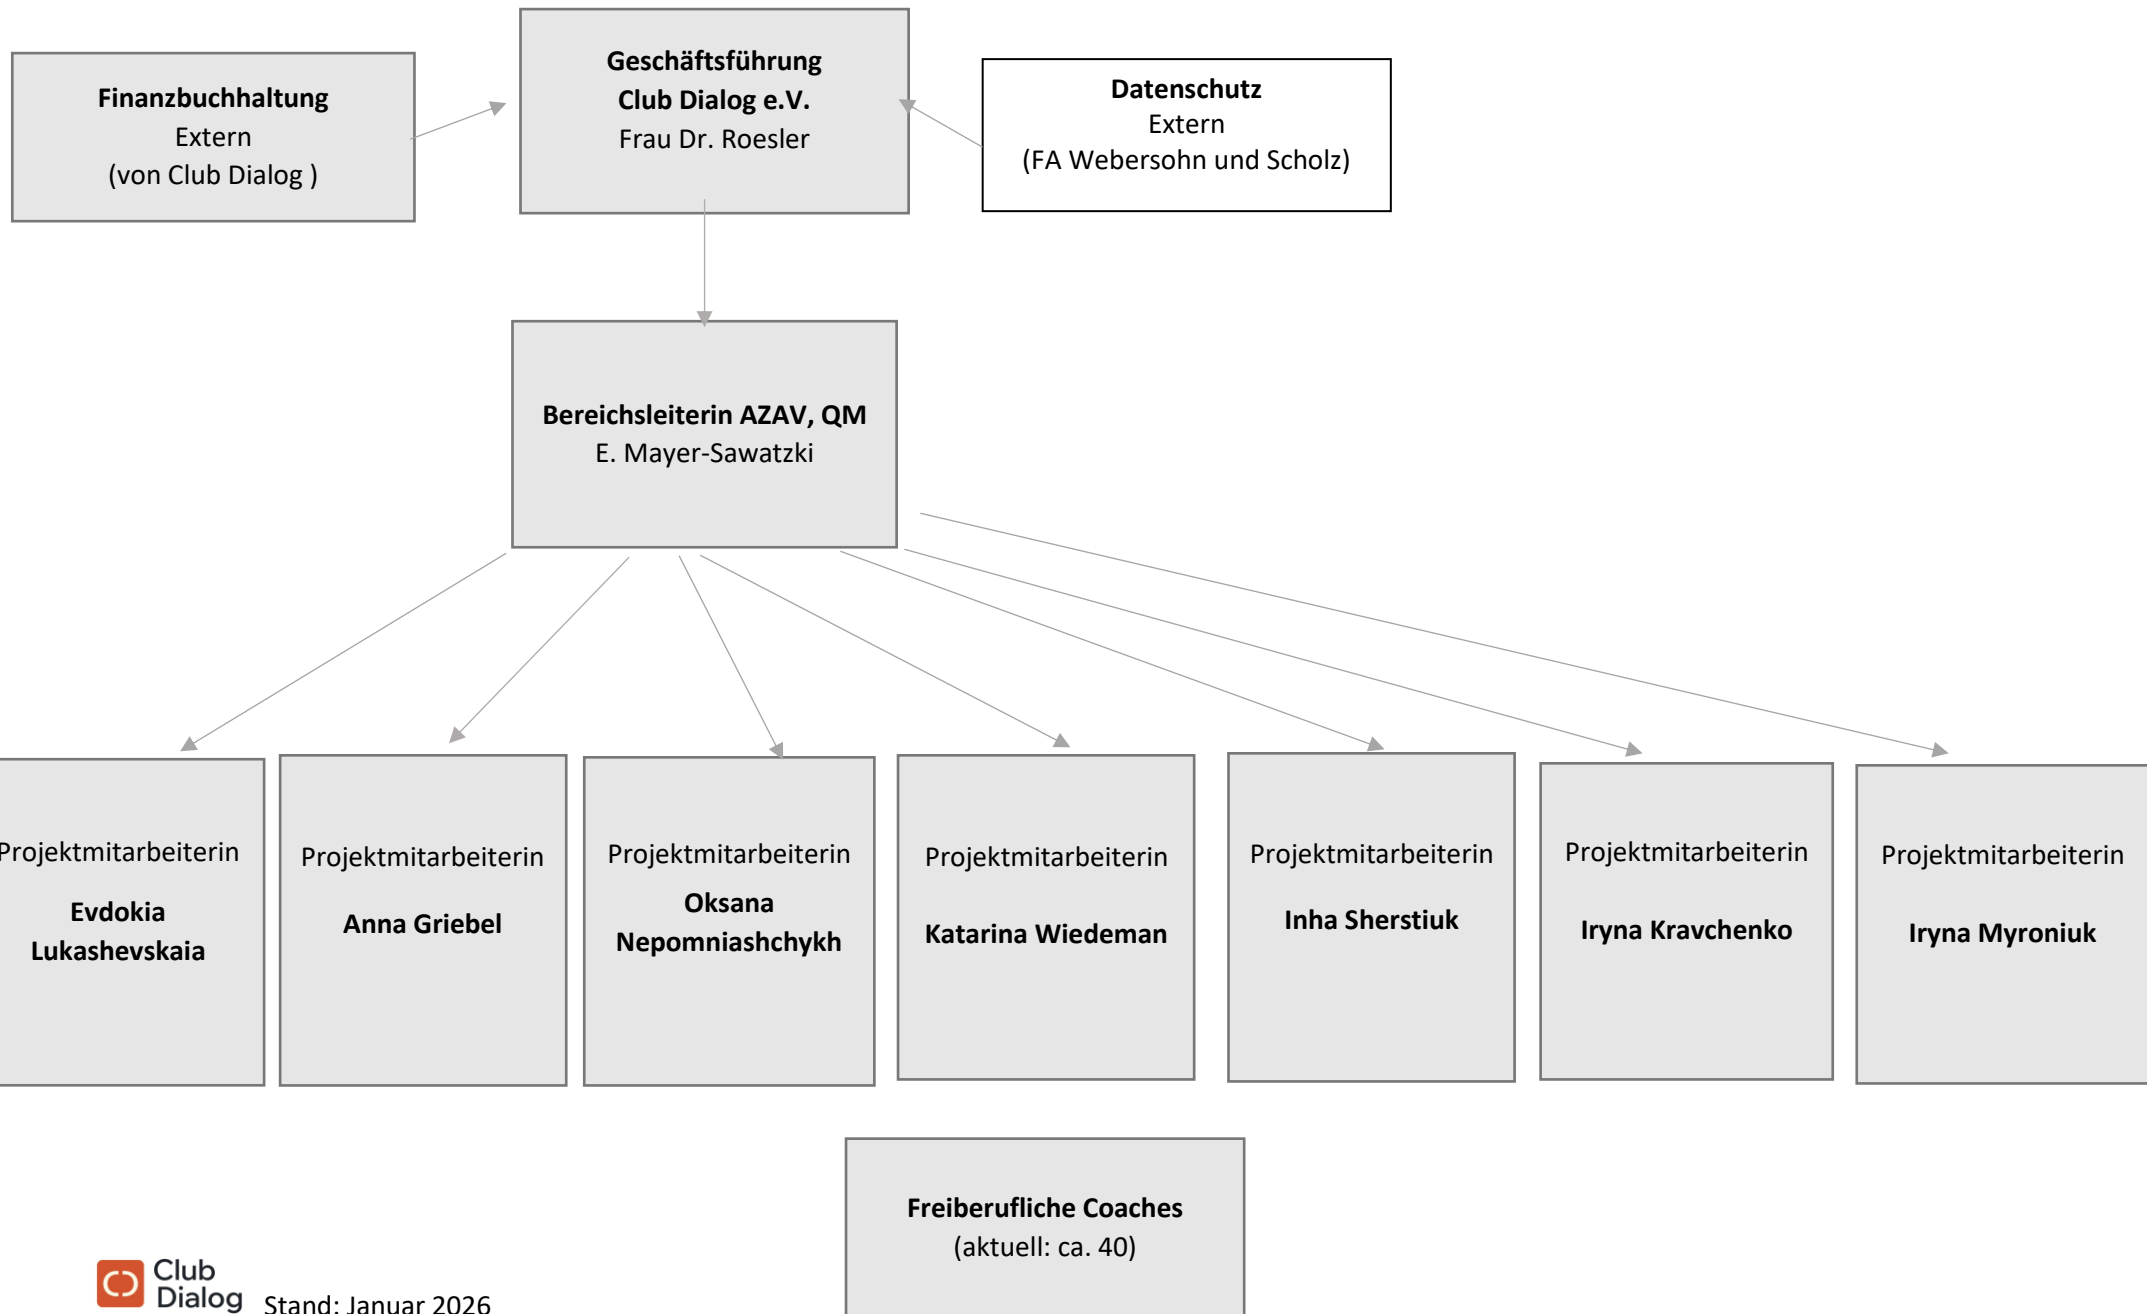 Finanzbuchhaltung
Extern
(von Club Dialog )
Geschäftsführung
Club Dialog e.V.
Frau Dr. Roesler
Datenschutz
Extern
(FA Webersohn und Scholz)
Bereichsleiterin AZAV, QM
E. Mayer-Sawatzki
Projektmitarbeiterin
Evdokia
Lukashevskaia
Projektmitarbeiterin
Anna Griebel
Projektmitarbeiterin
Oksana
Nepomniashchykh
Projektmitarbeiterin
Katarina Wiedeman
Projektmitarbeiterin
Inha Sherstiuk
Projektmitarbeiterin
Iryna Kravchenko
Projektmitarbeiterin
Iryna Myroniuk
Freiberufliche Coaches
(aktuell: ca. 40)
Club
Dialog
Stand: Januar 2026